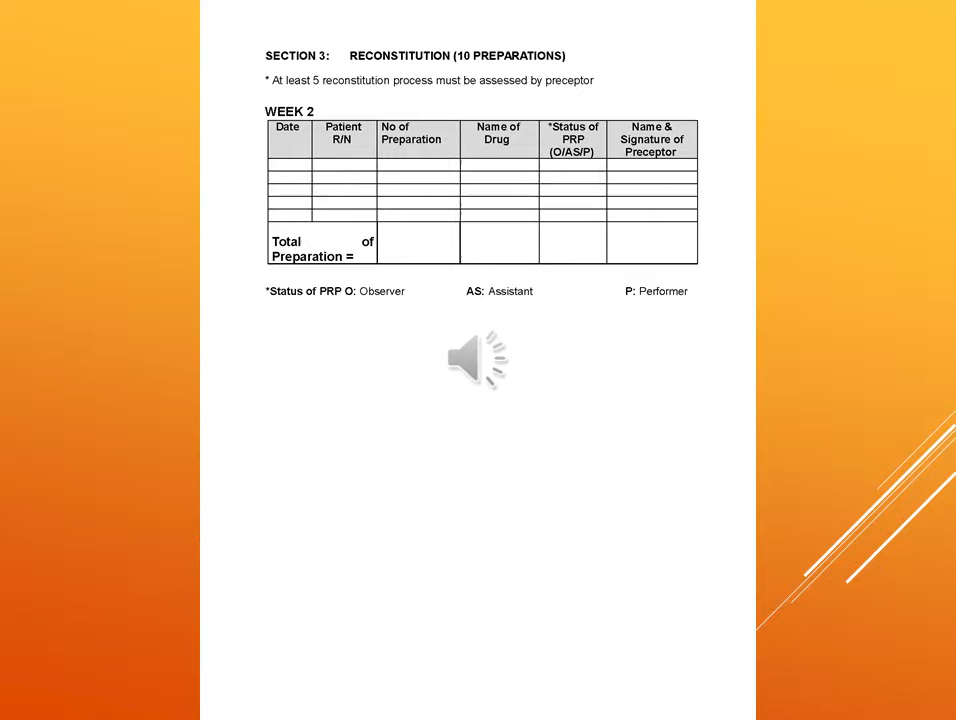 SECTION 3: RECONSTITUTION (10 PREPARATIONS)
* At least 5 reconstitution process must be assessed by preceptor
WEEK 2
Date Patient No of Name of *Status of Name &
R/N Preparation Drug PRP Signature of
(O/AS/P) Preceptor
Total of
Preparation =
*Status of PRP O: Observer AS: Assistant P: Performer